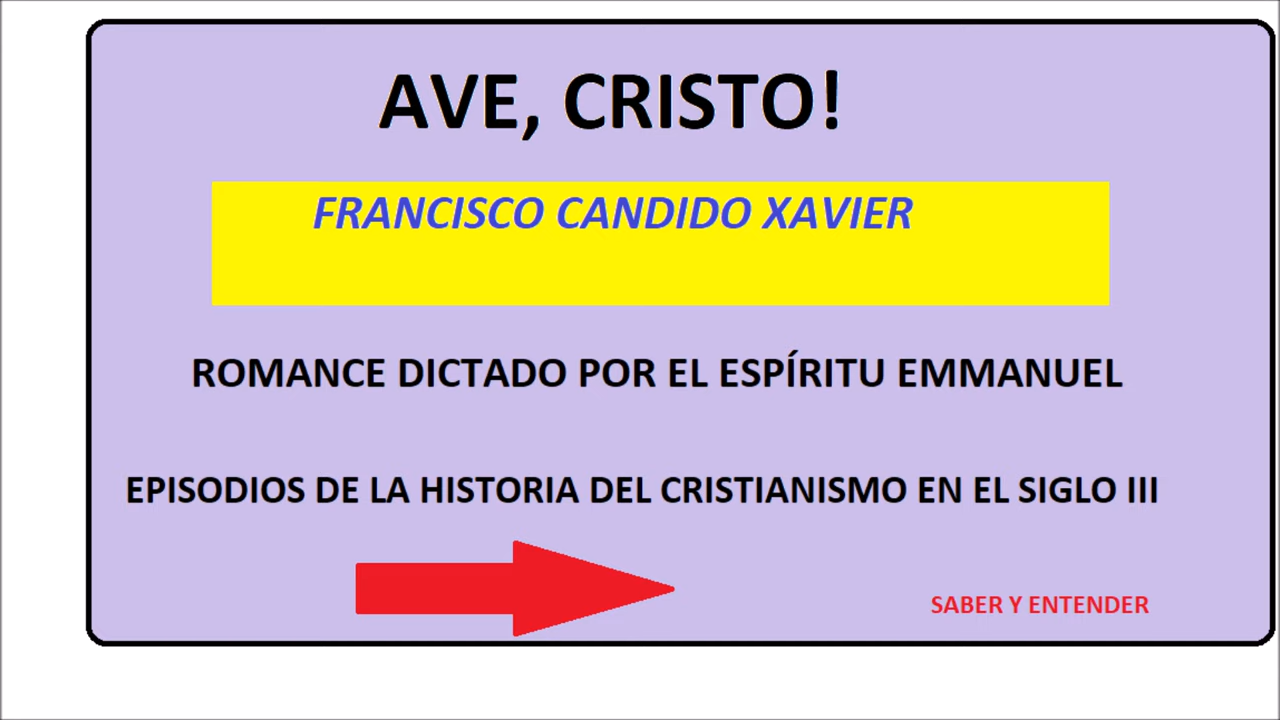 AVE, CRISTO!
FRANCISCO CANDIDO XAVIER
ROMANCE DICTADO POR EL ESPÍRITU EMMANUEL
EPISODIOS DE LA HISTORIA DEL CRISTIANISMO EN EL SIGLO III
SABER Y ENTENDER